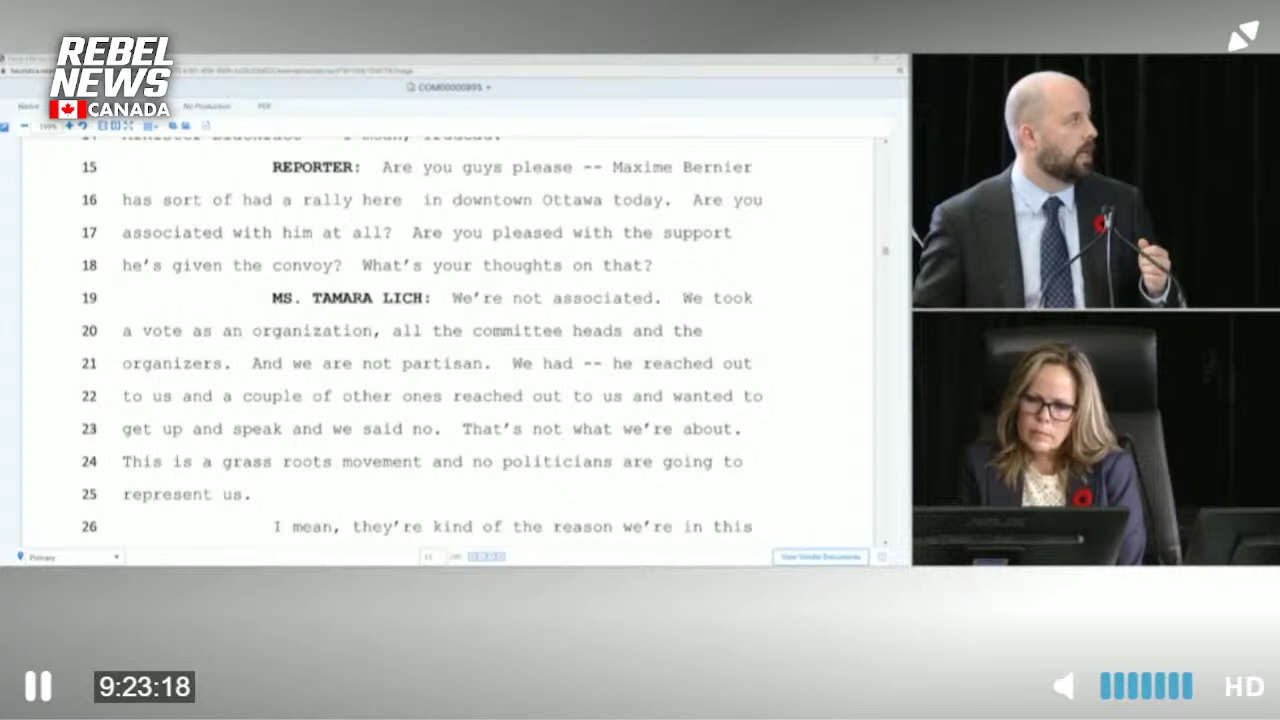 REBEL
NEWS
CANADA
COM00000895
No Production
PDF
15 REPORTER: Are you guys please -- Maxime Bernier
16 has sort of had a rally here in downtown Ottawa today. Are you
17 associated with him at all? Are you pleased with the support
18 he's given the convoy? What's your thoughts on that?
19 MS. TAMARA LICH: We're not associated. We took
20 a vote as an organization, all the committee heads and the
21 organizers. And we are not partisan. We had -- he reached out
22 to us and a couple of other ones reached out to us and wanted to
23 get up and speak and we said no. That's not what we're about.
24 This is a grass roots movement and no politicians are going to
25 represent us.
26 I mean, they're kind of the reason we're in this
Primary
View Similar Documents
9:23:18
HD